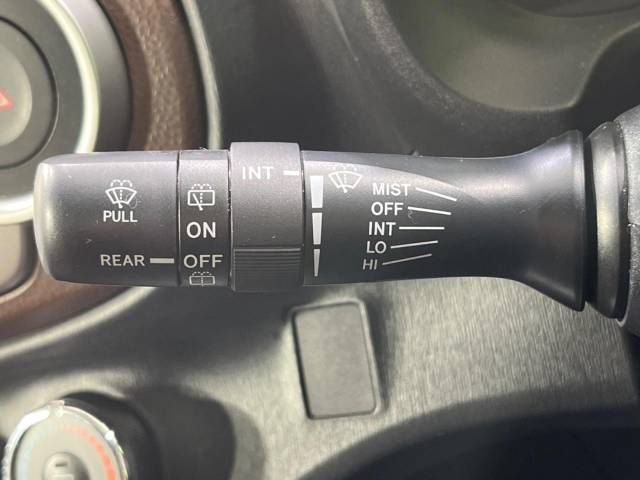 PULL
REAR
ON
OFF
INT
MIST
OFF
INT
LO
HI